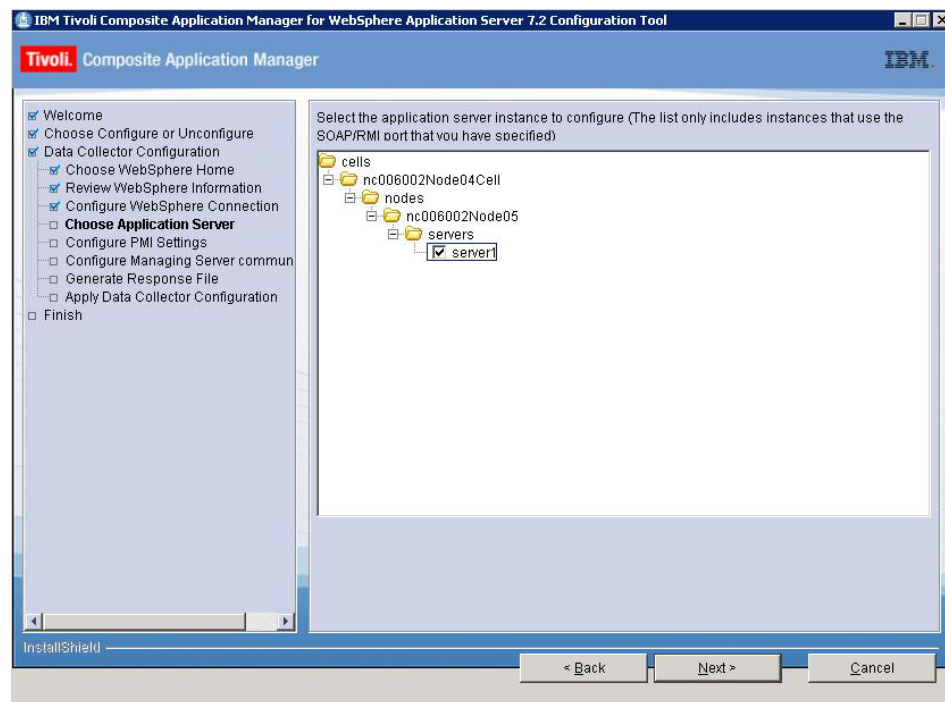 IBM Tivoli Composite Application Manager for WebSphere Application Server 7.2 Configuration Tool
Tivoli. Composite Application Manager
IBM.
Welcome
Choose Configure or Unconfigure
Data Collector Configuration
Choose WebSphere Home
Review WebSphere Information
Configure WebSphere Connection
Choose Application Server
Configure PMI Settings
Configure Managing Server commun
Generate Response File
Apply Data Collector Configuration
Finish
Select the application server instance to configure (The list only includes instances that use the
SOAP/RMI port that you have specified)
cells
nc006002Node04Cell
nodes
nc006002Node05
servers
server1
InstallShield
< Back
Next >
Cancel